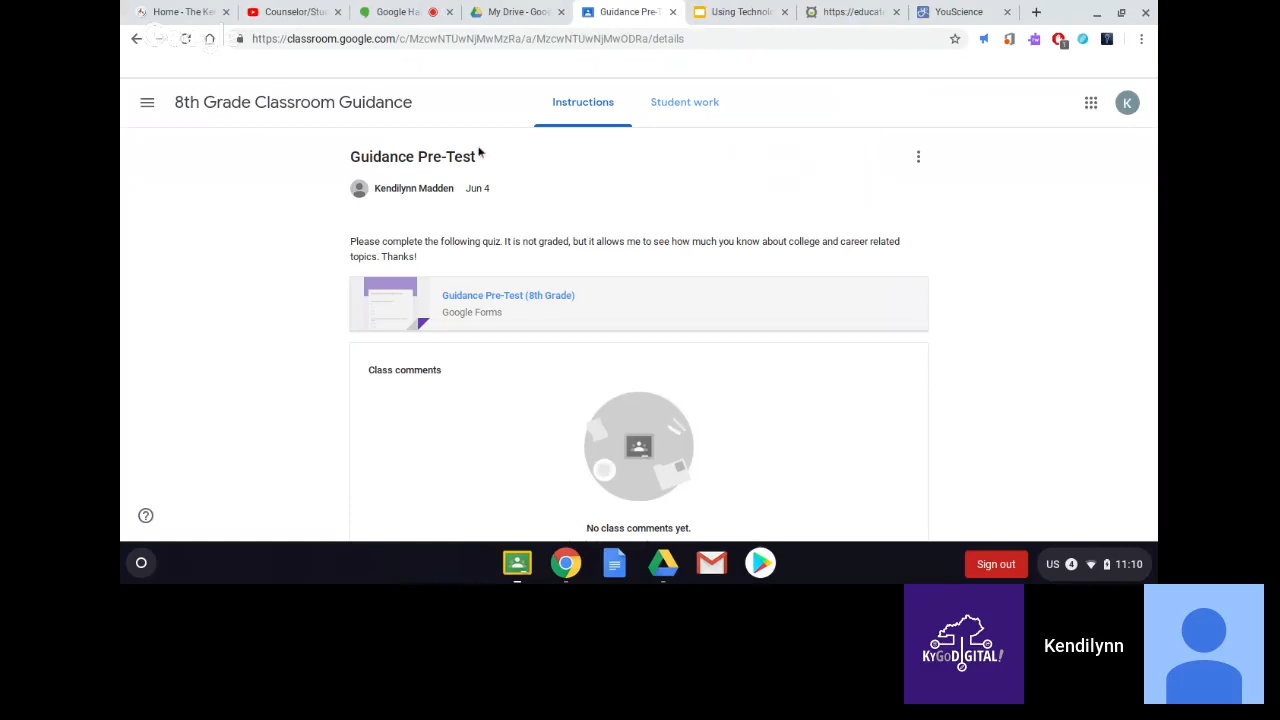 Home - The Ke
Counselor/Stu
Google Ha
My Drive - Goo
Guidance Pre-T
Using Technol
https://educat
YouScience
https://classroom.google.com/c/MzcwNTUwNjMwMzRa/a/MzcwNTUwNjMwODRa/details
1
8th Grade Classroom Guidance
Instructions
Student work
K
Guidance Pre-Test
Kendilynn Madden Jun 4
Please complete the following quiz. It is not graded, but it allows me to see how much you know about college and career related
topics. Thanks!
Guidance Pre-Test (8th Grade)
Google Forms
Class comments
No class comments yet.
Sign out
US 4 11:10
KYGODIGITAL!
Kendilynn